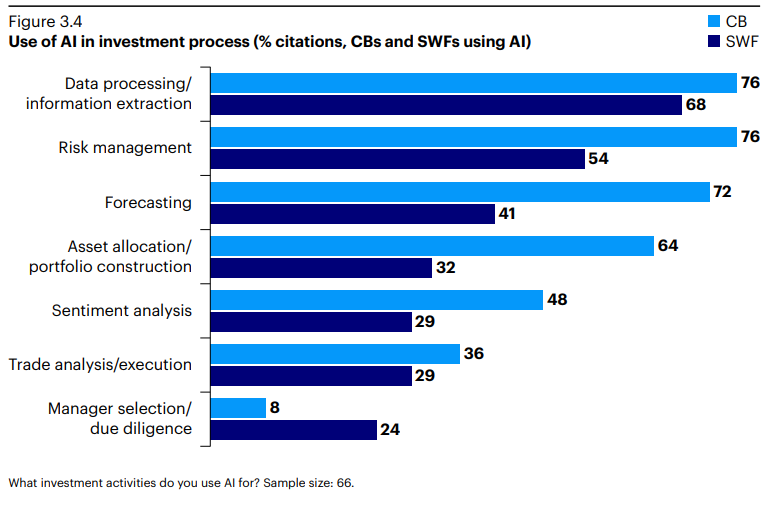 Figure 3.4
Use of AI in investment process (% citations, CBs and SWFs using AI)
CB
SWF
Data processing/
information extraction
76
68
Risk management
76
54
Forecasting
72
41
Asset allocation/
portfolio construction
64
32
Sentiment analysis
48
29
Trade analysis/execution
36
29
Manager selection/
due diligence
8
24
What investment activities do you use AI for? Sample size: 66.